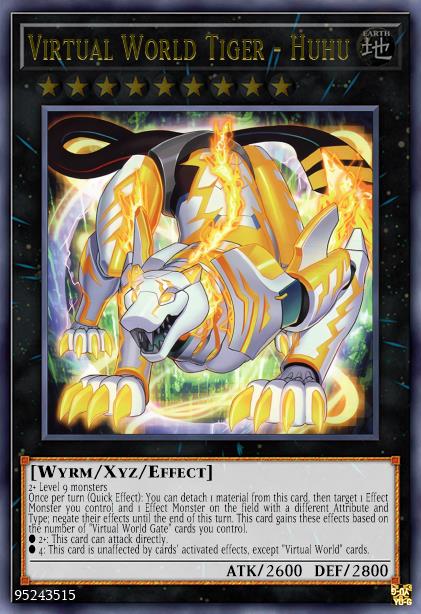 VIRTUAL WORLD TIGER - HUHU
EARTH
地
[WYRM/XYZ/EFFECT]
2+ Level 9 monsters
Once per turn (Quick Effect): You can detach 1 material from this card, then target 1 Effect
Monster you control and 1 Effect Monster on the field with a different Attribute and
Type; negate their effects until the end of this turn. This card gains these effects based on
the number of "Virtual World Gate" cards you control.
● 2+: This card can attack directly.
● 4: This card is unaffected by cards' activated effects, except "Virtual World" cards.
ATK/2600 DEF/2800
95243515